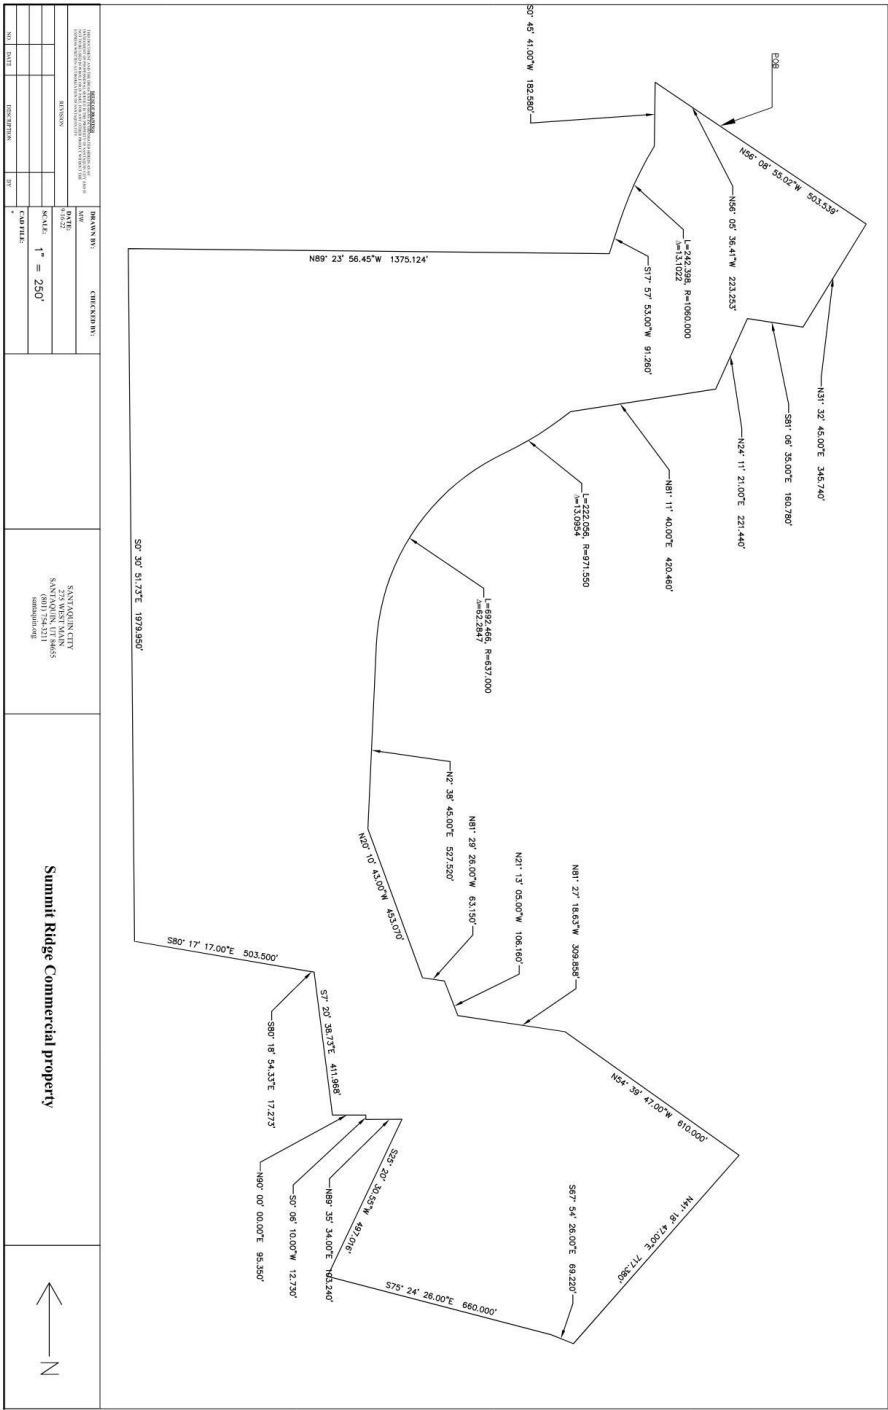 POB
N56° 08' 55.02"W 503.539'
N56° 05' 36.41"W 223.253'
S0° 45' 41.00"W 182.580'
L=242.398, R=1060.000
Δ=13.1022
S17° 57' 53.00"W 91.260'
N89° 23' 56.45"W 1375.124'
N31° 32' 45.00"E 345.740'
S81° 06' 35.00"E 160.780'
N24° 11' 21.00"E 221.440'
N81° 11' 40.00"E 420.460'
L=222.056, R=971.550
Δ=13.0954
L=692.466, R=637.000
Δ=62.2847
S0° 30' 51.73"E 1979.950'
N2° 38' 45.00"E 527.520'
N20° 10' 43.00"W 453.070'
N81° 29' 26.00"W 63.150'
N21° 13' 05.00"W 106.160'
N81° 27' 18.63"W 309.858'
N54° 39' 47.00"W 610.000'
N41° 18' 47.00"E 717.380'
S67° 54' 26.00"E 69.220'
S75° 24' 26.00"E 660.000'
S25° 20' 30.55"W 497.016'
N89° 35' 34.00"E 193.240'
S0° 06' 10.00"W 12.730'
N90° 00' 00.00"E 95.350'
S7° 20' 38.73"E 411.968'
S80° 18' 54.33"E 17.273'
S80° 17' 17.00"E 503.500'
REVISION
NO. DATE DESCRIPTION BY
DRAWN BY: CHECKED BY:
MW
DATE:
9-16-22
SCALE: 1" = 250'
CAD FILE:
SANTAQUIN CITY
275 WEST MAIN
SANTAQUIN, UT 84655
(801) 754-3211
santaquin.org
Summit Ridge Commercial property
N